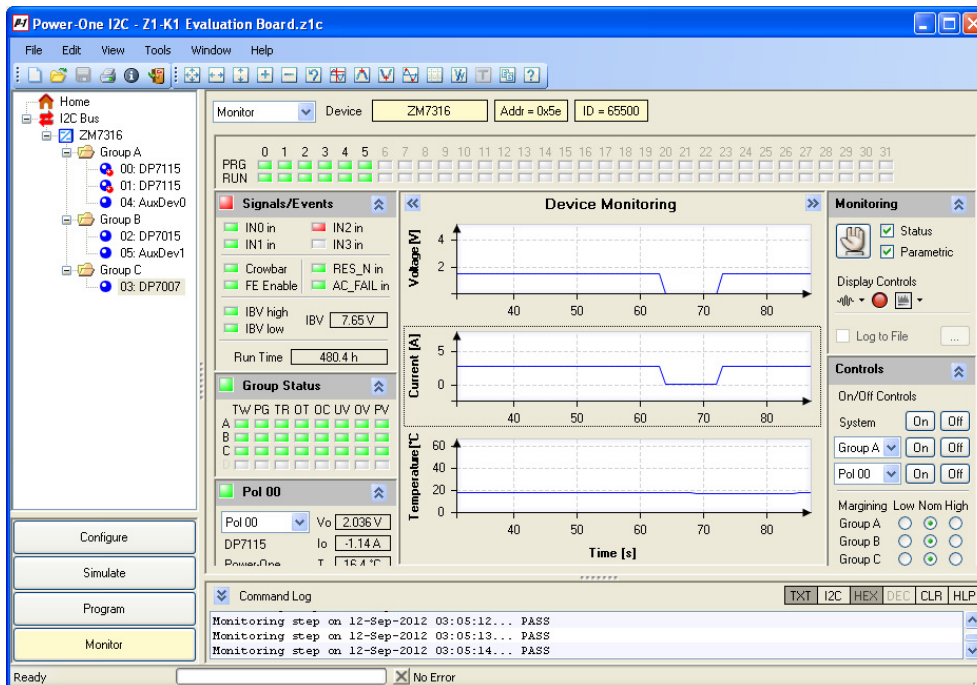 Power-One I2C - Z1-K1 Evaluation Board.z1c
File Edit View Tools Window Help
Home
I2C Bus
ZM7316
Group A
00: DP7115
01: DP7115
04: AuxDev0
Group B
02: DP7015
05: AuxDev1
Group C
03: DP7007
Configure
Simulate
Program
Monitor
Monitor Device ZM7316 Addr = 0x5e ID = 65500
0 1 2 3 4 5 6 7 8 9 10 11 12 13 14 15 16 17 18 19 20 21 22 23 24 25 26 27 28 29 30 31
PRG
RUN
Signals/Events
IN0 in IN2 in
IN1 in IN3 in
Crowbar RES_N in
FE Enable AC_FAIL in
IBV high
IBV low
IBV 7.65 V
Run Time 480.4 h
Group Status
TW PG TR OT OC UV OV PV
A
B
C
D
Pol 00
Pol 00 Vo 2.036 V
DP7115 Io -1.14 A
Power-One T 16.4 °C
Device Monitoring
Voltage [V]
4
2
40 50 60 70 80
Current [A]
5
0
40 50 60 70 80
Temperature [°C
60
40
20
0
40 50 60 70 80
Time [s]
Monitoring
Status
Parametric
Display Controls
Log to File ...
Controls
On/Off Controls
System On Off
Group A On Off
Pol 00 On Off
Margining Low Nom High
Group A
Group B
Group C
Command Log TXT I2C HEX DEC CLR HLP
Monitoring step on 12-Sep-2012 03:05:12... PASS
Monitoring step on 12-Sep-2012 03:05:13... PASS
Monitoring step on 12-Sep-2012 03:05:14... PASS
Ready No Error